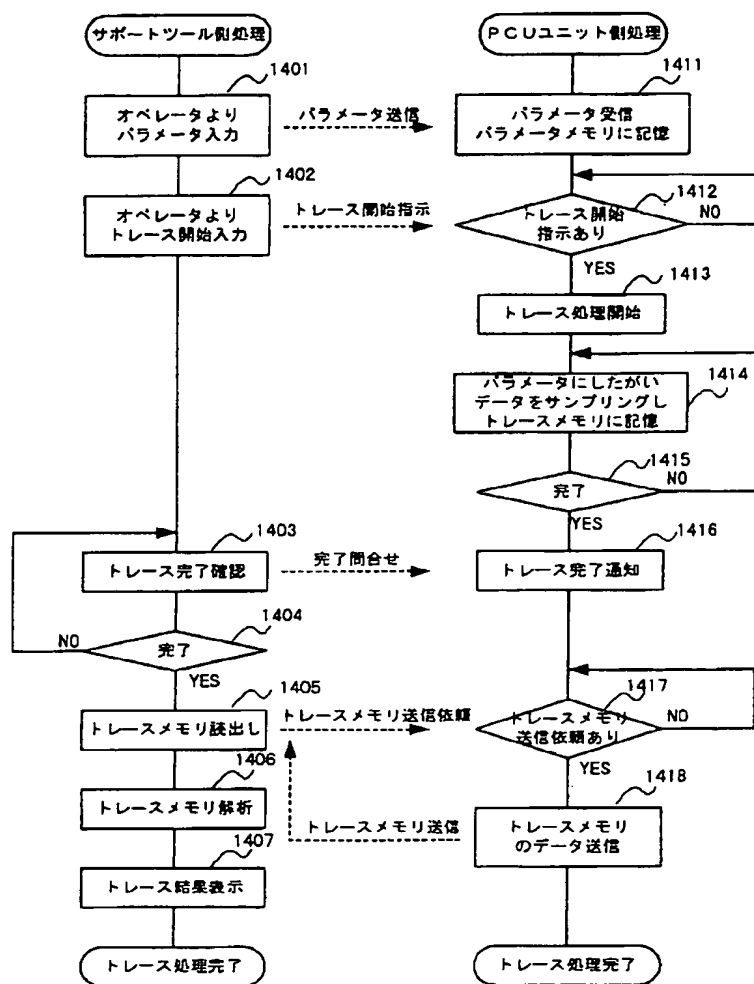 サポートツール側処理
1401
オペレータより
パラメータ入力
1402
オペレータより
トレース開始入力
1403
トレース完了確認
1404
完了
NO
YES
1405
トレースメモリ読出し
1406
トレースメモリ解析
1407
トレース結果表示
トレース処理完了
パラメータ送信
トレース開始指示
完了問合せ
トレースメモリ送信依頼
トレースメモリ送信
PCUユニット側処理
1411
パラメータ受信
パラメータメモリに記憶
1412
トレース開始
指示あり
NO
YES
1413
トレース処理開始
1414
パラメータにしたがい
データをサンプリングし
トレースメモリに記憶
1415
完了
NO
YES
1416
トレース完了通知
1417
トレースメモリ
送信依頼あり
NO
YES
1418
トレースメモリ
のデータ送信
トレース処理完了